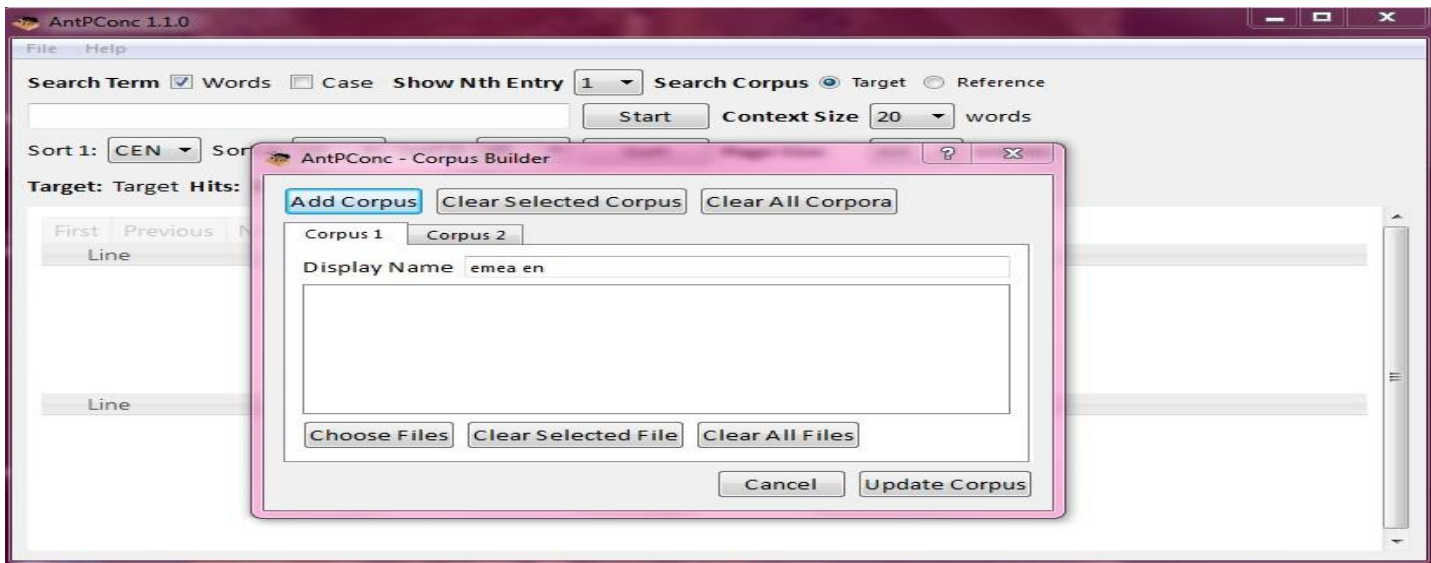 AntPConc 1.1.0
File Help
Search Term Words Case Show Nth Entry 1 Search Corpus Target Reference
Start Context Size 20 words
Sort 1: CEN Sor
Target: Target Hits:
First Previous N
Line
Line
AntPConc - Corpus Builder
Add Corpus Clear Selected Corpus Clear All Corpora
Corpus 1 Corpus 2
Display Name emea en
Choose Files Clear Selected File Clear All Files
Cancel Update Corpus